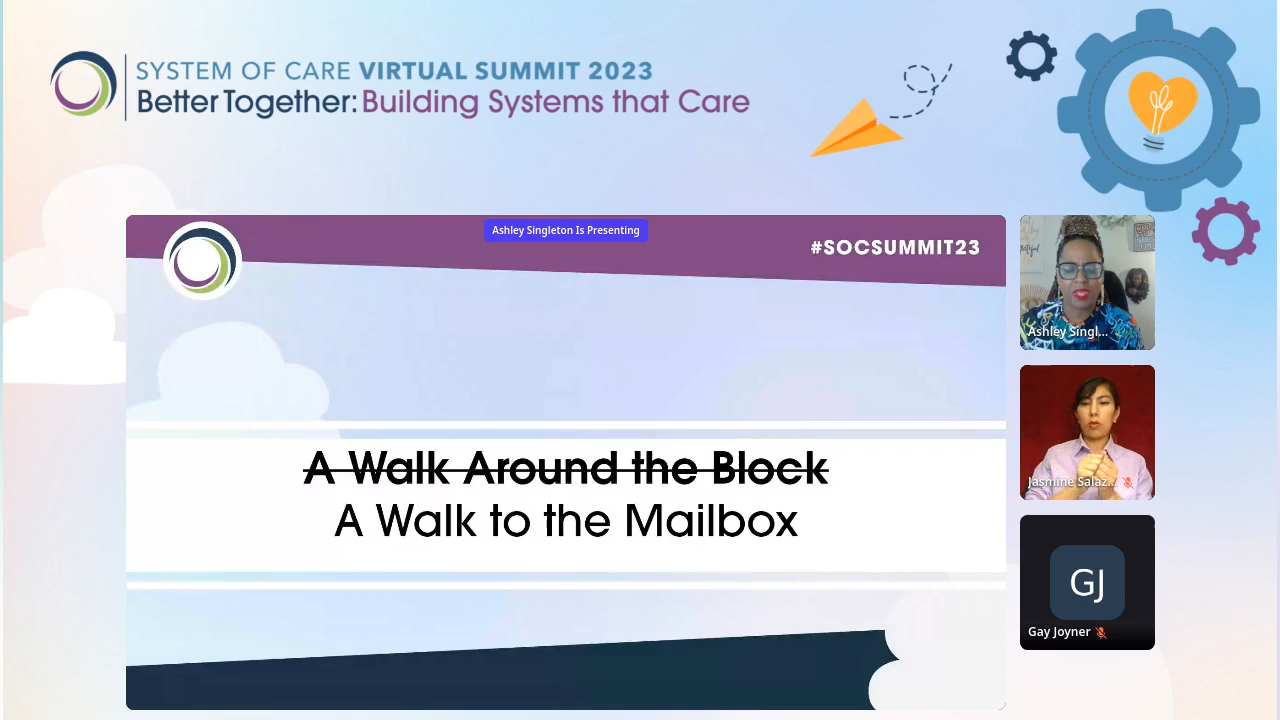 SYSTEM OF CARE VIRTUAL SUMMIT 2023
Better Together: Building Systems that Care
Ashley Singleton Is Presenting
#SOCSUMMIT23
A Walk Around the Block
A Walk to the Mailbox
Ashley Singl...
Jasmine Salaz...
GJ
Gay Joyner